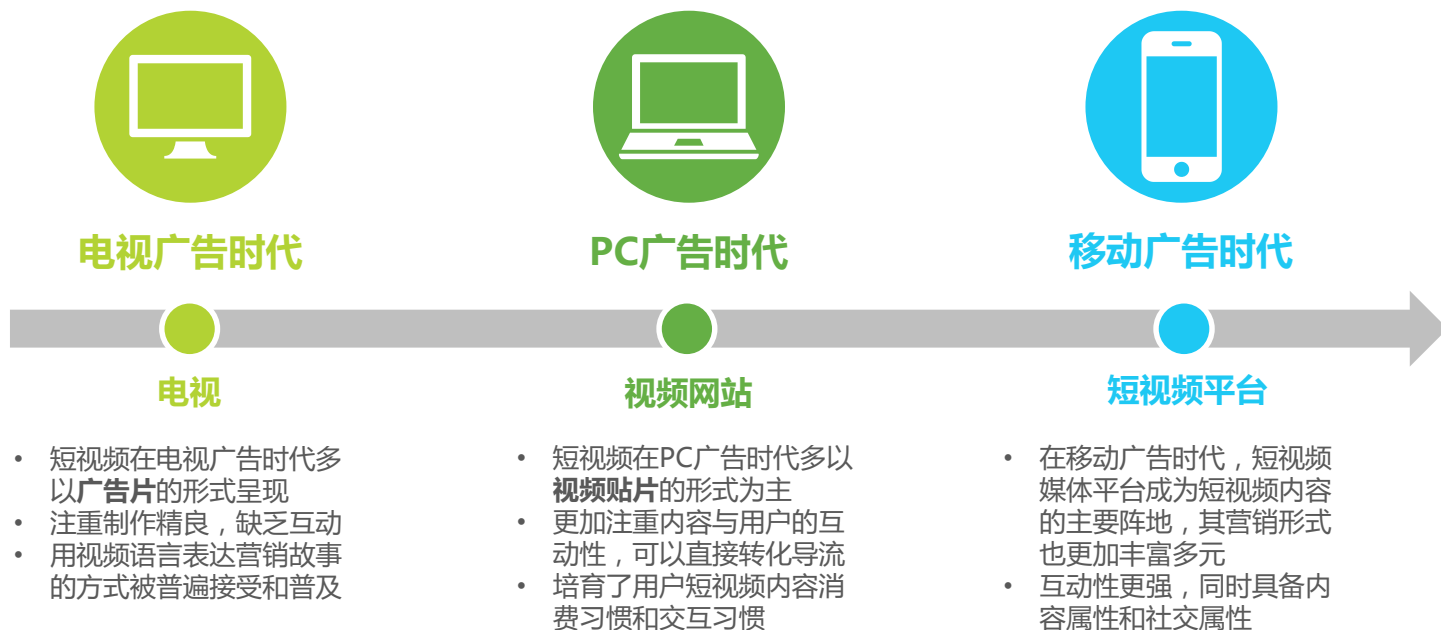 电视广告时代
PC广告时代
移动广告时代
电视
视频网站
短视频平台
• 短视频在电视广告时代多
以广告片的形式呈现
• 注重制作精良，缺乏互动
• 用视频语言表达营销故事
的方式被普遍接受和普及
• 短视频在PC广告时代多以
视频贴片的形式为主
• 更加注重内容与用户的互
动性，可以直接转化导流
• 培育了用户短视频内容消
费习惯和交互习惯
• 在移动广告时代，短视频
媒体平台成为短视频内容
的主要阵地，其营销形式
也更加丰富多元
• 互动性更强，同时具备内
容属性和社交属性